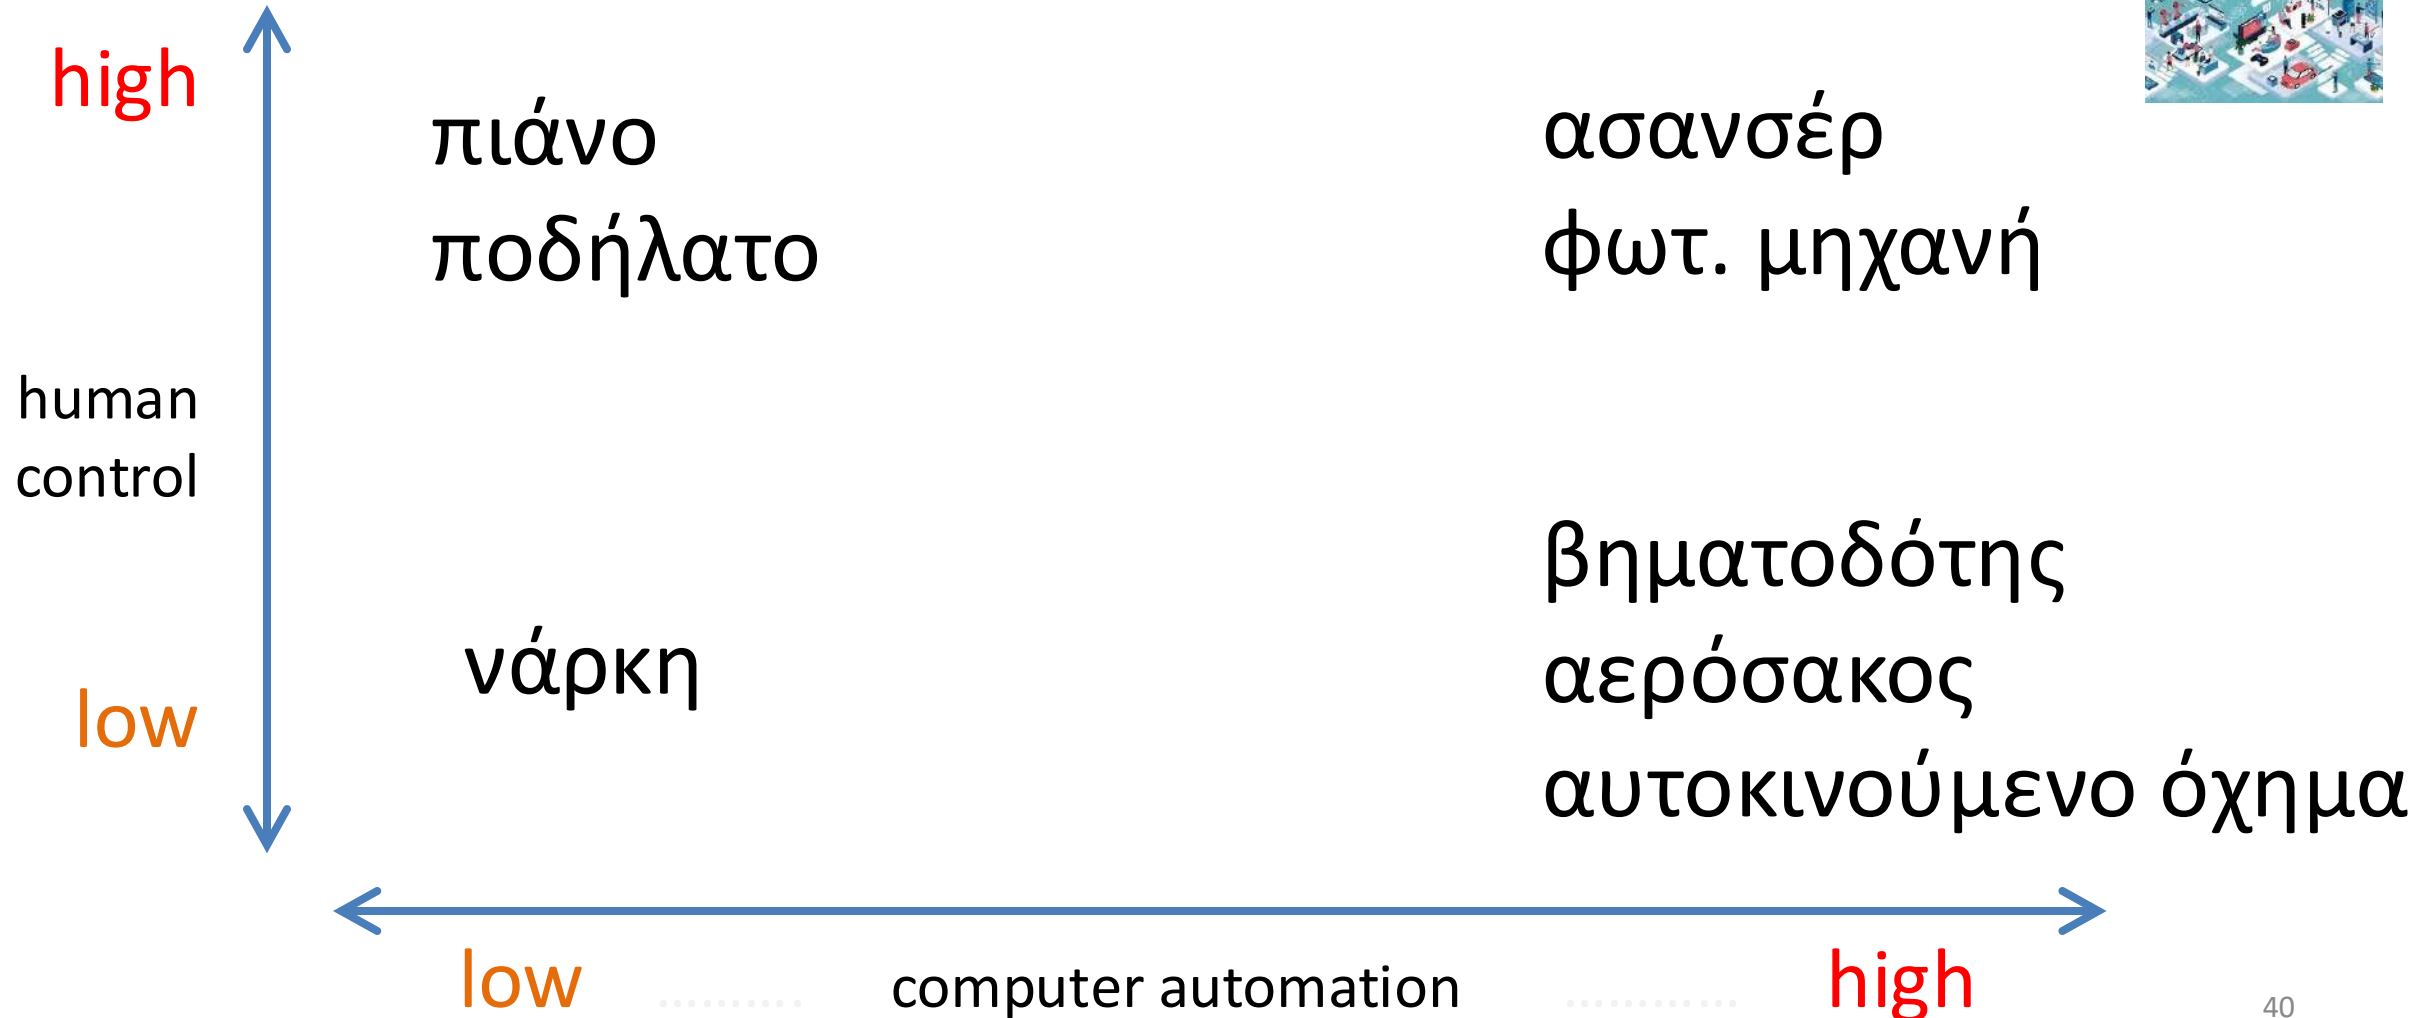 high
πιάνο
ποδήλατο
ασανσέρ
φωτ. μηχανή
human
control
βηματοδότης
αερόσακος
αυτοκινούμενο όχημα
νάρκη
low
low
computer automation
high
40